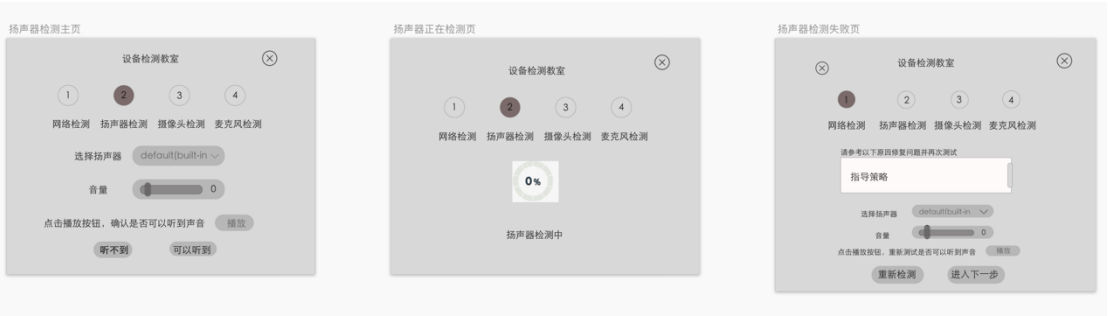 扬声器检测主页
设备检测教室
1 2 3 4
网络检测 扬声器检测 摄像头检测 麦克风检测
选择扬声器 default(built-in
音量 0
点击播放按钮，确认是否可以听到声音 播放
听不到 可以听到
扬声器正在检测页
设备检测教室
1 2 3 4
网络检测 扬声器检测 摄像头检测 麦克风检测
0%
扬声器检测中
扬声器检测失败页
设备检测教室
1 2 3 4
网络检测 扬声器检测 摄像头检测 麦克风检测
请参考以下原因修复问题并再次测试
指导策略
选择扬声器 default(built-in
音量 0
点击播放按钮，重新测试是否可以听到声音 播放
重新检测 进入下一步